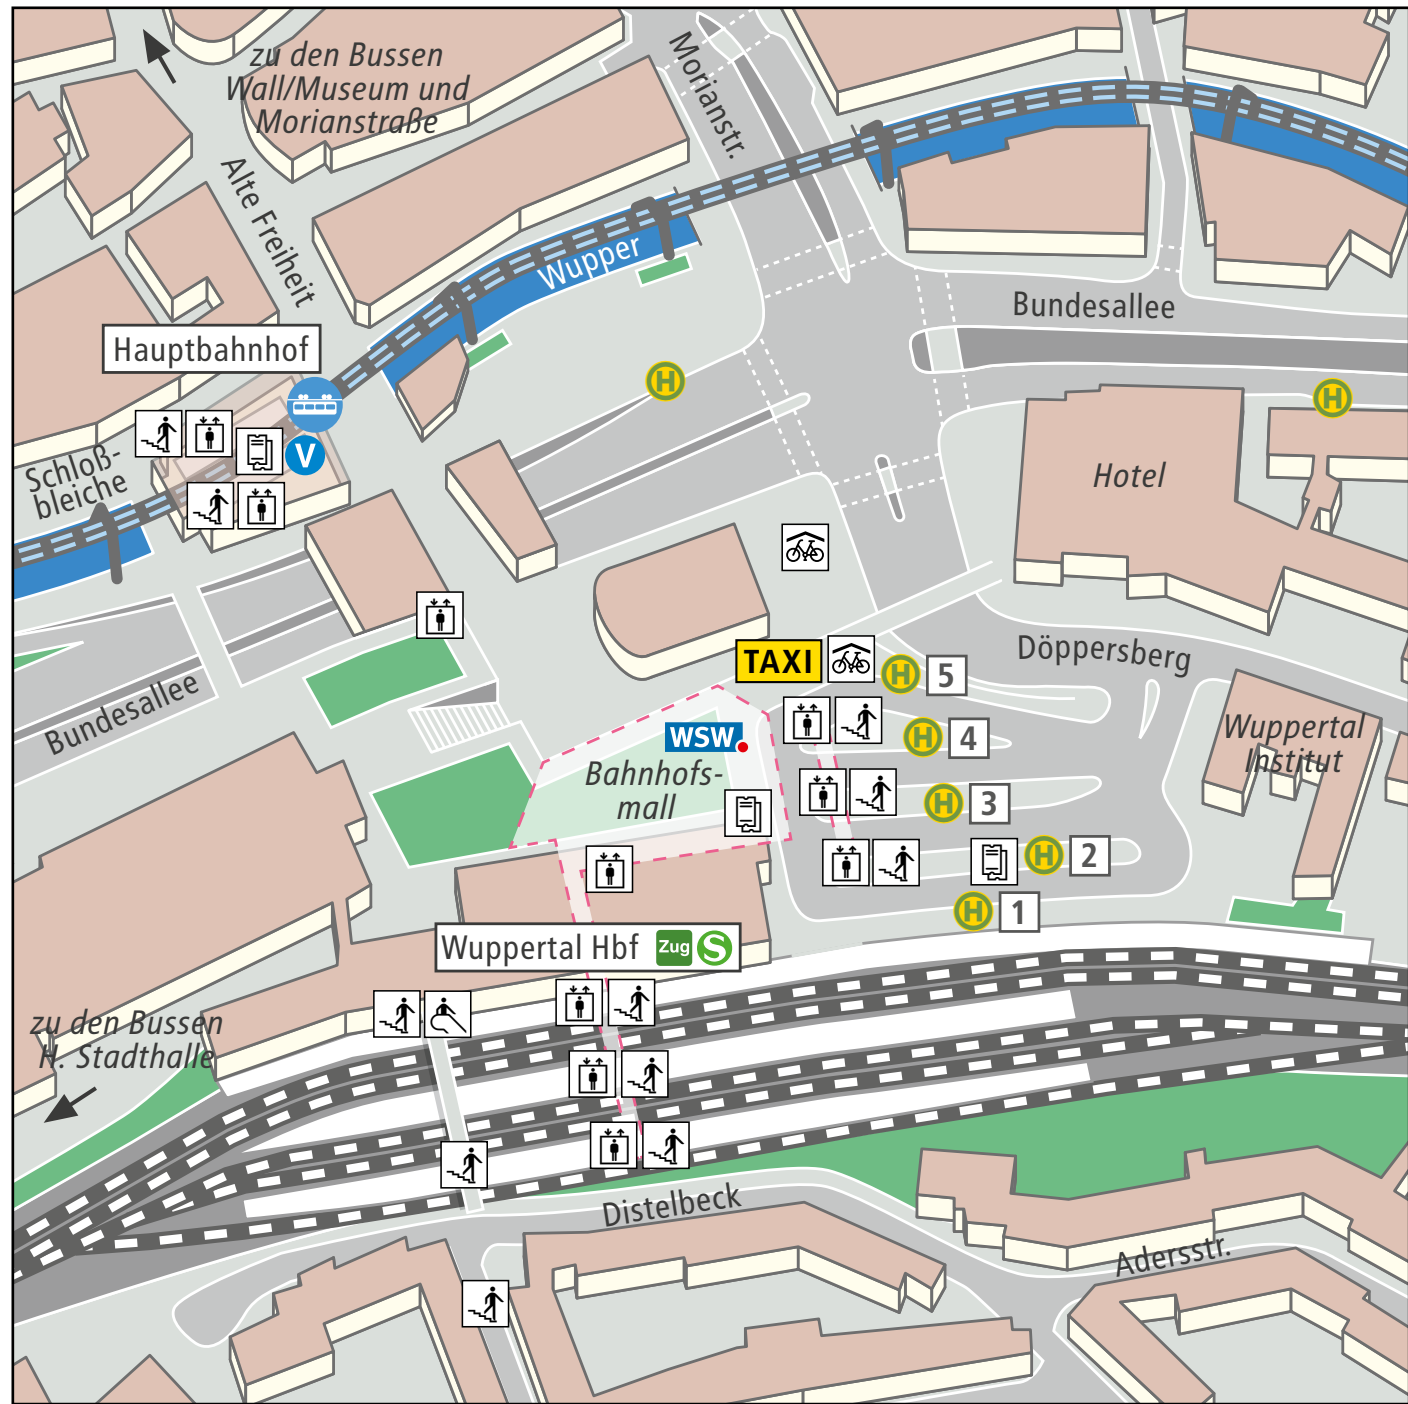 zu den Bussen
Wall/Museum und
Morianstraße
Morianstr.
Alte Freiheit
Wupper
Bundesallee
Hauptbahnhof
H
H
V
Schloß-
bleiche
Hotel
Bundesallee
Döppersberg
TAXI
H 5
WSW
H 4
Bahnhofs-
mall
H 3
Wuppertal
Institut
H 2
H 1
Wuppertal Hbf Zug S
zu den Bussen
H. Stadthalle
Distelbeck
Adersstr.